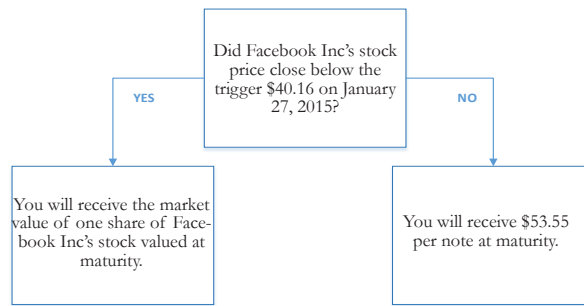 Did Facebook Inc’s stock
price close below the
trigger $40.16 on January
27, 2015?
YES
NO
You will receive the market
value of one share of Face-
book Inc’s stock valued at
maturity.
You will receive $53.55
per note at maturity.